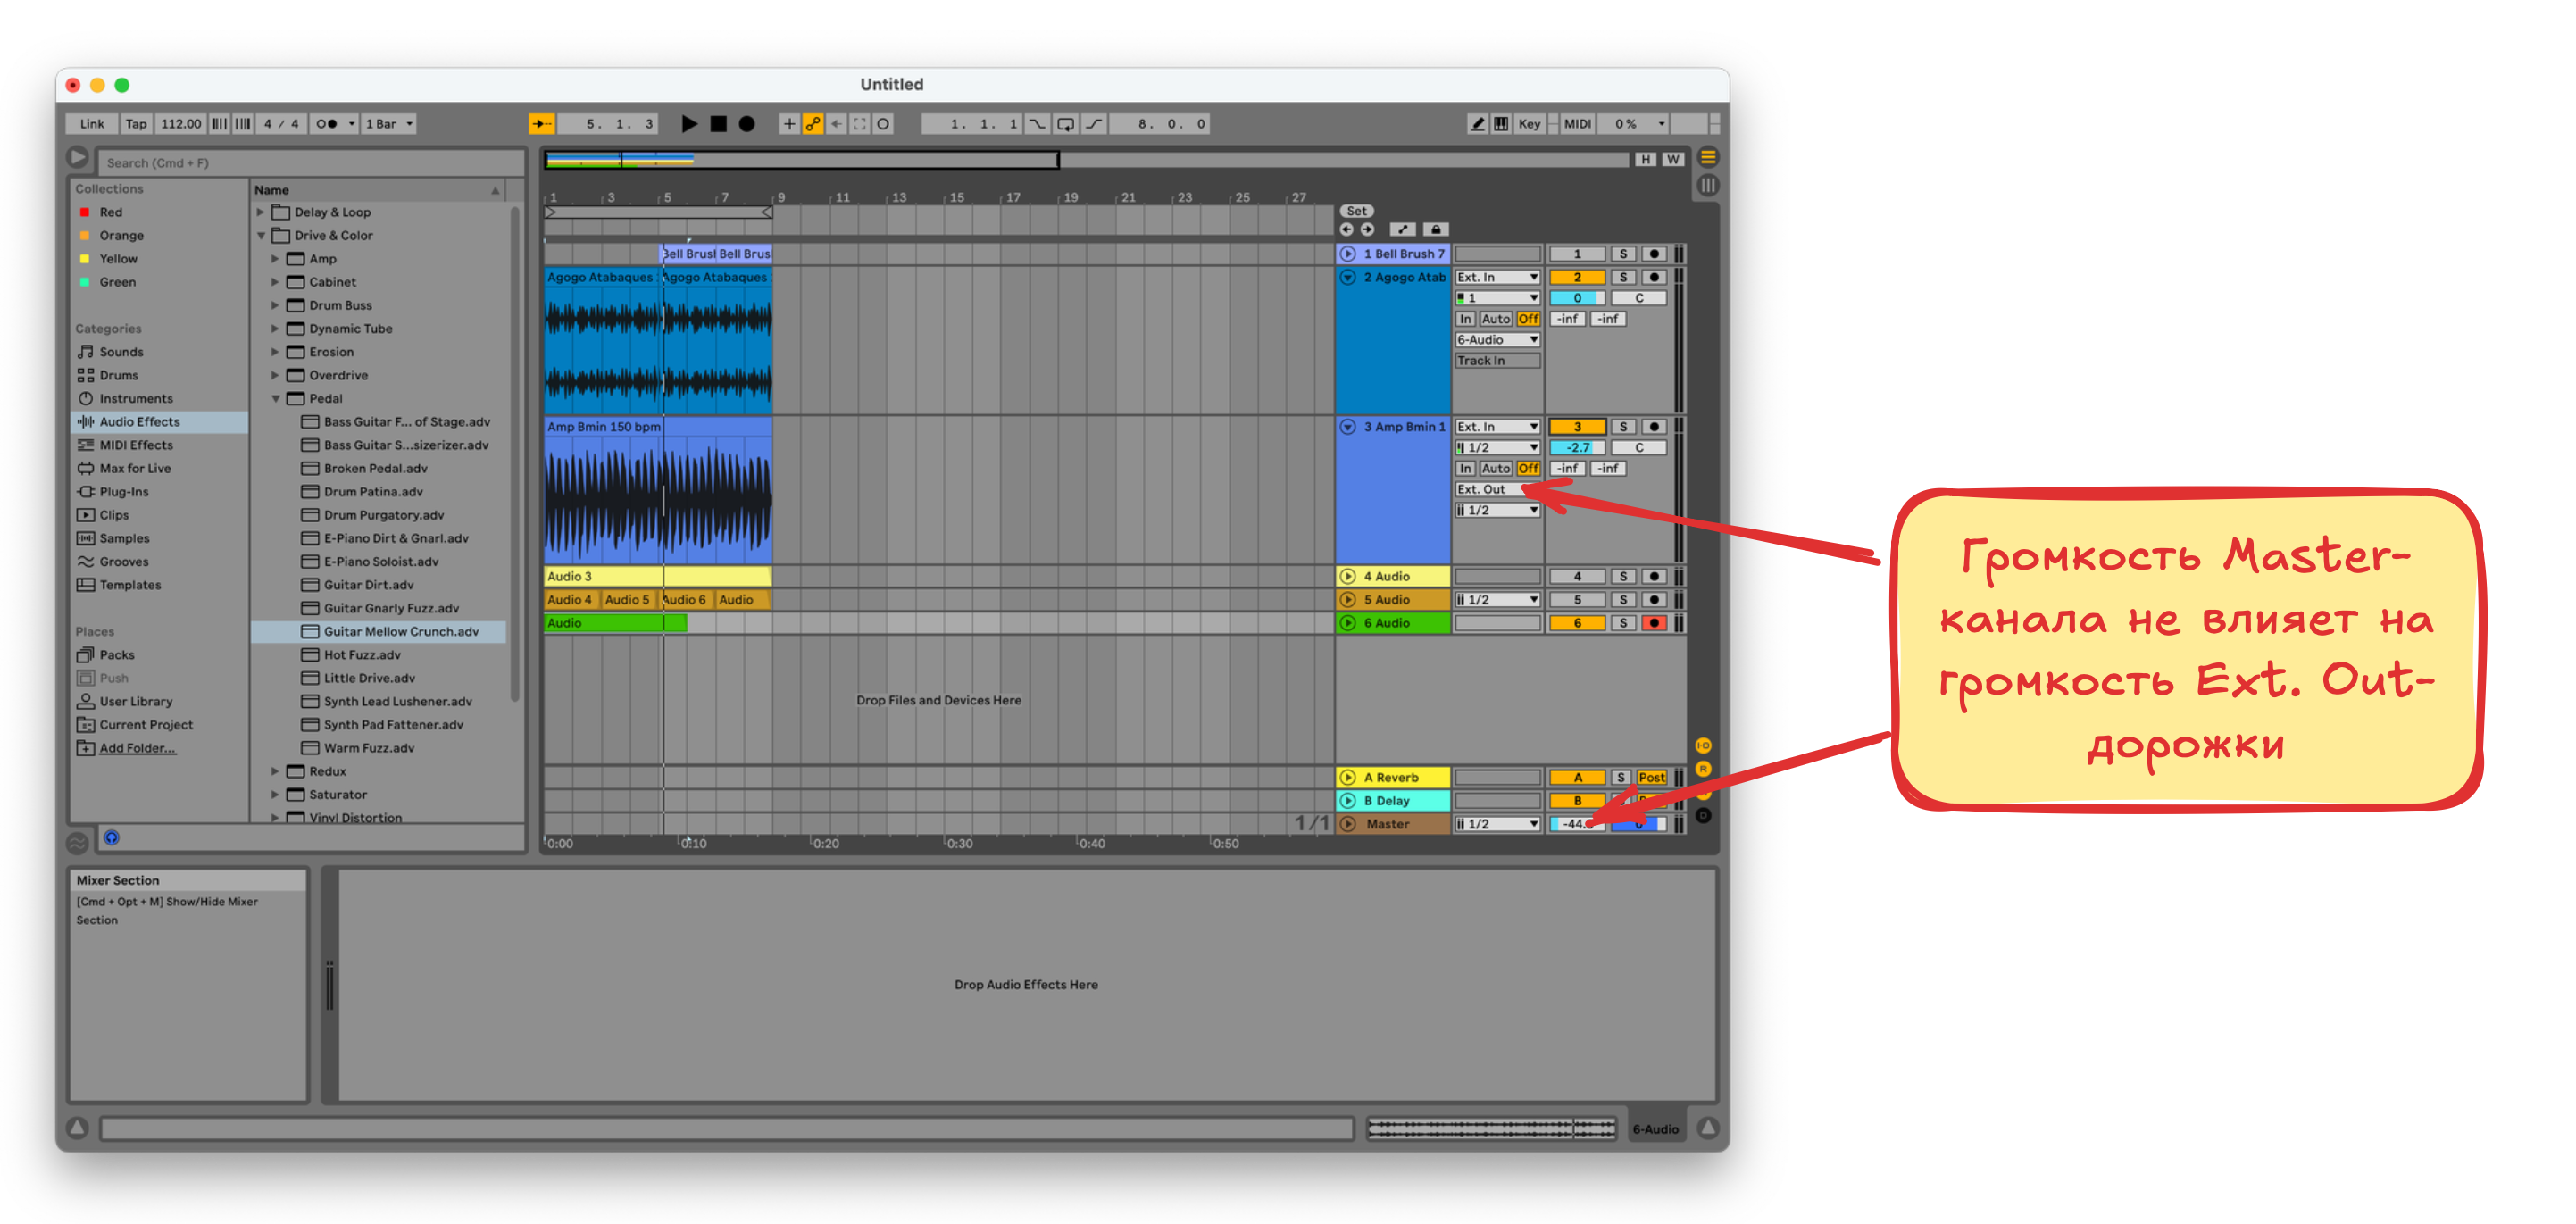 Untitled
Link Tap 112.00 4 / 4 1 Bar 5. 1. 3 1. 1. 1 8. 0. 0 Key MIDI 0 %
Search (Cmd + F)
H W
Collections
Red
Orange
Yellow
Green
Categories
Sounds
Drums
Instruments
Audio Effects
MIDI Effects
Max for Live
Plug-Ins
Clips
Samples
Grooves
Templates
Places
Packs
Push
User Library
Current Project
Add Folder...
Name
Delay & Loop
Drive & Color
Amp
Cabinet
Drum Buss
Dynamic Tube
Erosion
Overdrive
Pedal
Bass Guitar F... of Stage.adv
Bass Guitar S...sizerizer.adv
Broken Pedal.adv
Drum Patina.adv
Drum Purgatory.adv
E-Piano Dirt & Gnarl.adv
E-Piano Soloist.adv
Guitar Dirt.adv
Guitar Gnarly Fuzz.adv
Guitar Mellow Crunch.adv
Hot Fuzz.adv
Little Drive.adv
Synth Lead Lushener.adv
Synth Pad Fattener.adv
Warm Fuzz.adv
Redux
Saturator
Vinyl Distortion
1 3 5 7 9 11 13 15 17 19 21 23 25 27
Set
Bell Brus Bell Brus 1 Bell Brush 7 1 S
Agogo Atabaques Agogo Atabaques 2 Agogo Atab Ext. In 2 S
1 0 C
In Auto Off -inf -inf
6-Audio
Track In
Amp Bmin 150 bpm 3 Amp Bmin 1 Ext. In 3 S
1/2 -2.7 C
In Auto Off -inf -inf
Ext. Out
1/2
Audio 3 4 Audio 4 S
Audio 4 Audio 5 Audio 6 Audio 5 Audio 1/2 5 S
Audio 6 Audio 6 S
Drop Files and Devices Here
A Reverb A S Post
B Delay B
1/1 Master 1/2 -44.
0:00 0:10 0:20 0:30 0:40 0:50
I·O
R
D
Mixer Section
[Cmd + Opt + M] Show/Hide Mixer
Section
Drop Audio Effects Here
6-Audio
Громкость Master-
канала не влияет на
громкость Ext. Out-
дорожки